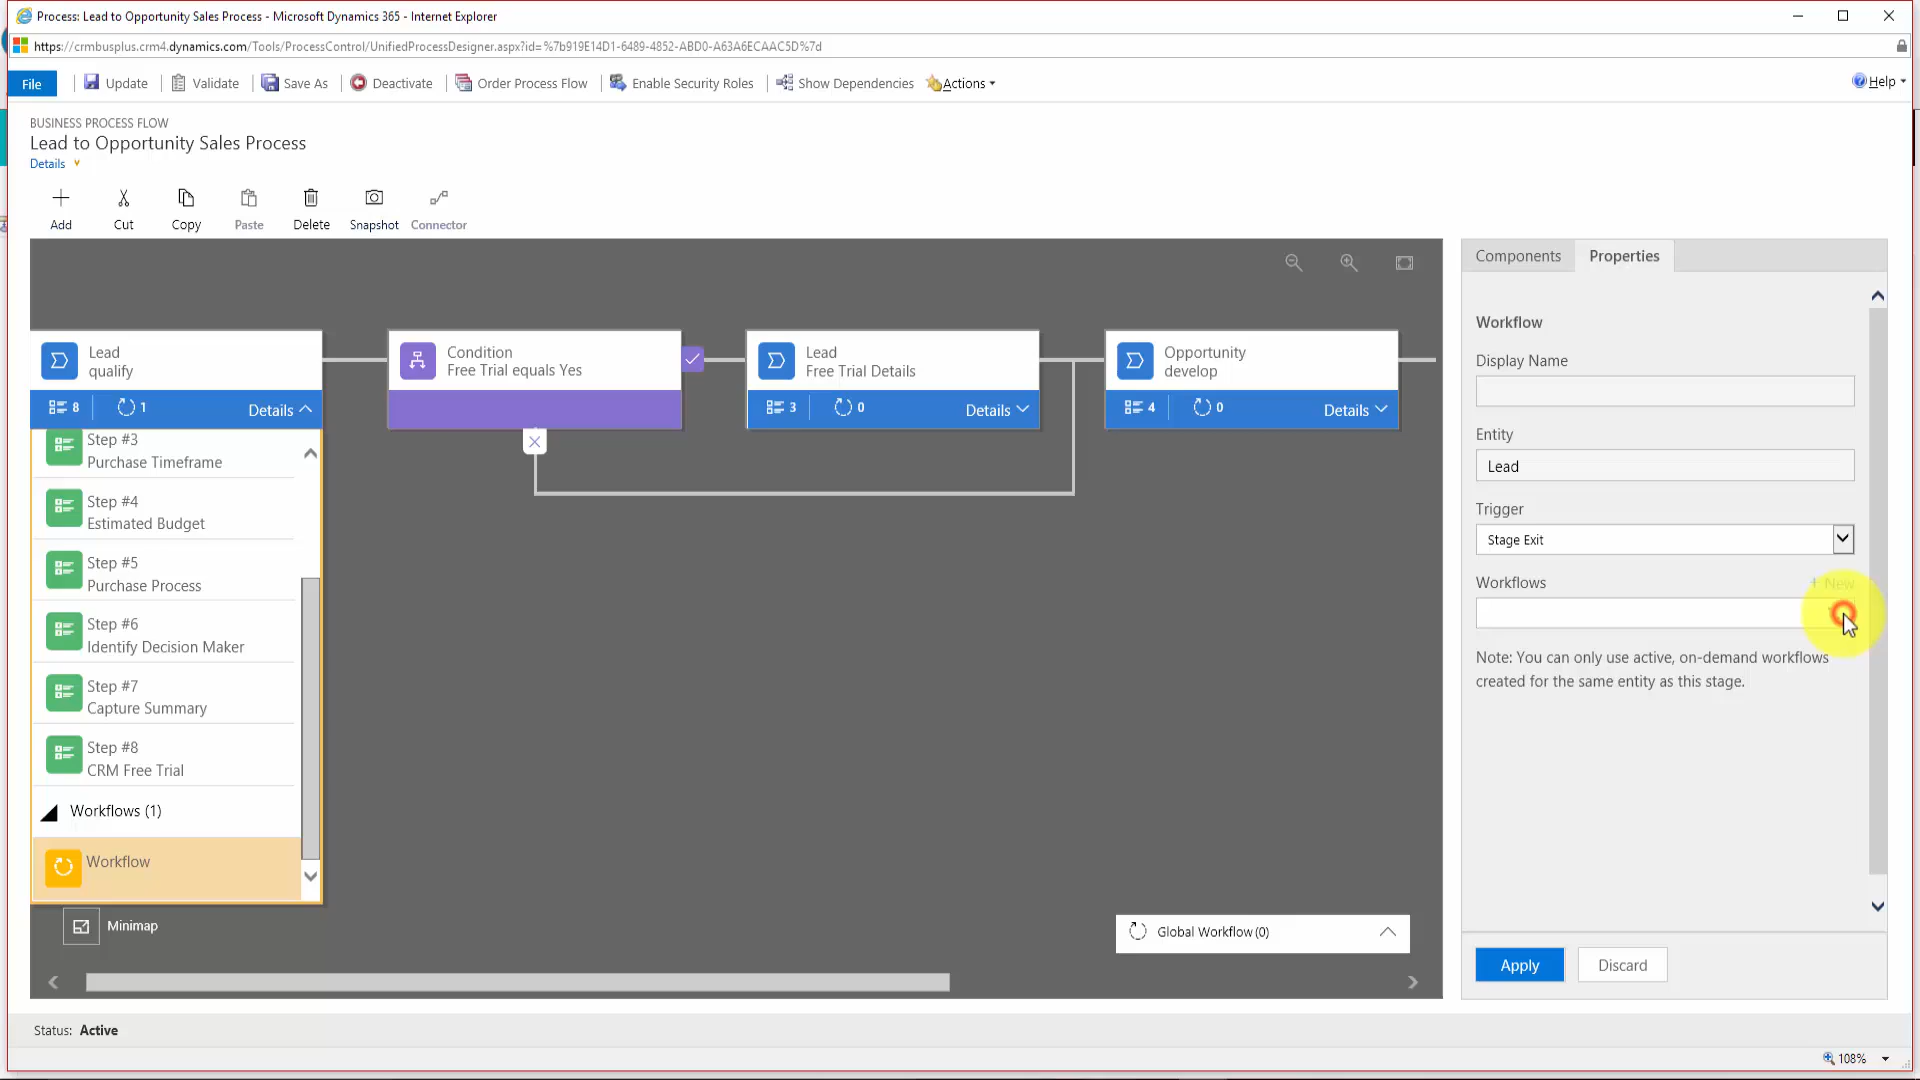 Process: Lead to Opportunity Sales Process - Microsoft Dynamics 365 - Internet Explorer
https://crmbusplus.crm4.dynamics.com/Tools/ProcessControl/UnifiedProcessDesigner.aspx?id=%7b919E14D1-6489-4852-ABD0-A63A6ECAAC5D%7d
File Update Validate Save As Deactivate Order Process Flow Enable Security Roles Show Dependencies Actions Help
BUSINESS PROCESS FLOW
Lead to Opportunity Sales Process
Details
Add Cut Copy Paste Delete Snapshot Connector
Lead
qualify
8 1 Details
Condition
Free Trial equals Yes
Lead
Free Trial Details
3 0 Details
Opportunity
develop
4 0 Details
Step #3
Purchase Timeframe
Step #4
Estimated Budget
Step #5
Purchase Process
Step #6
Identify Decision Maker
Step #7
Capture Summary
Step #8
CRM Free Trial
Workflows (1)
Workflow
Minimap
Global Workflow (0)
Components Properties
Workflow
Display Name
Entity
Lead
Trigger
Stage Exit
Workflows + New
Note: You can only use active, on-demand workflows
created for the same entity as this stage.
Apply Discard
Status: Active
108%